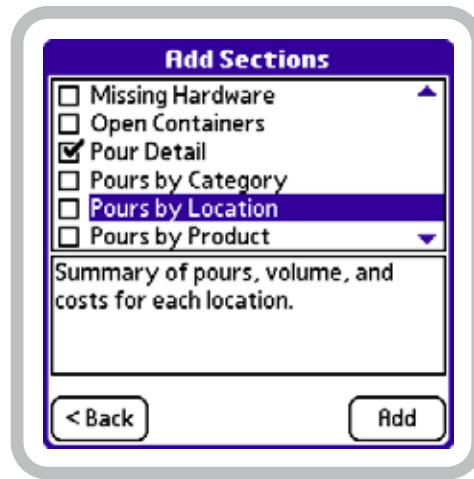 Add Sections
Missing Hardware
Open Containers
Pour Detail
Pours by Category
Pours by Location
Pours by Product
Summary of pours, volume, and
costs for each location.
< Back
Add